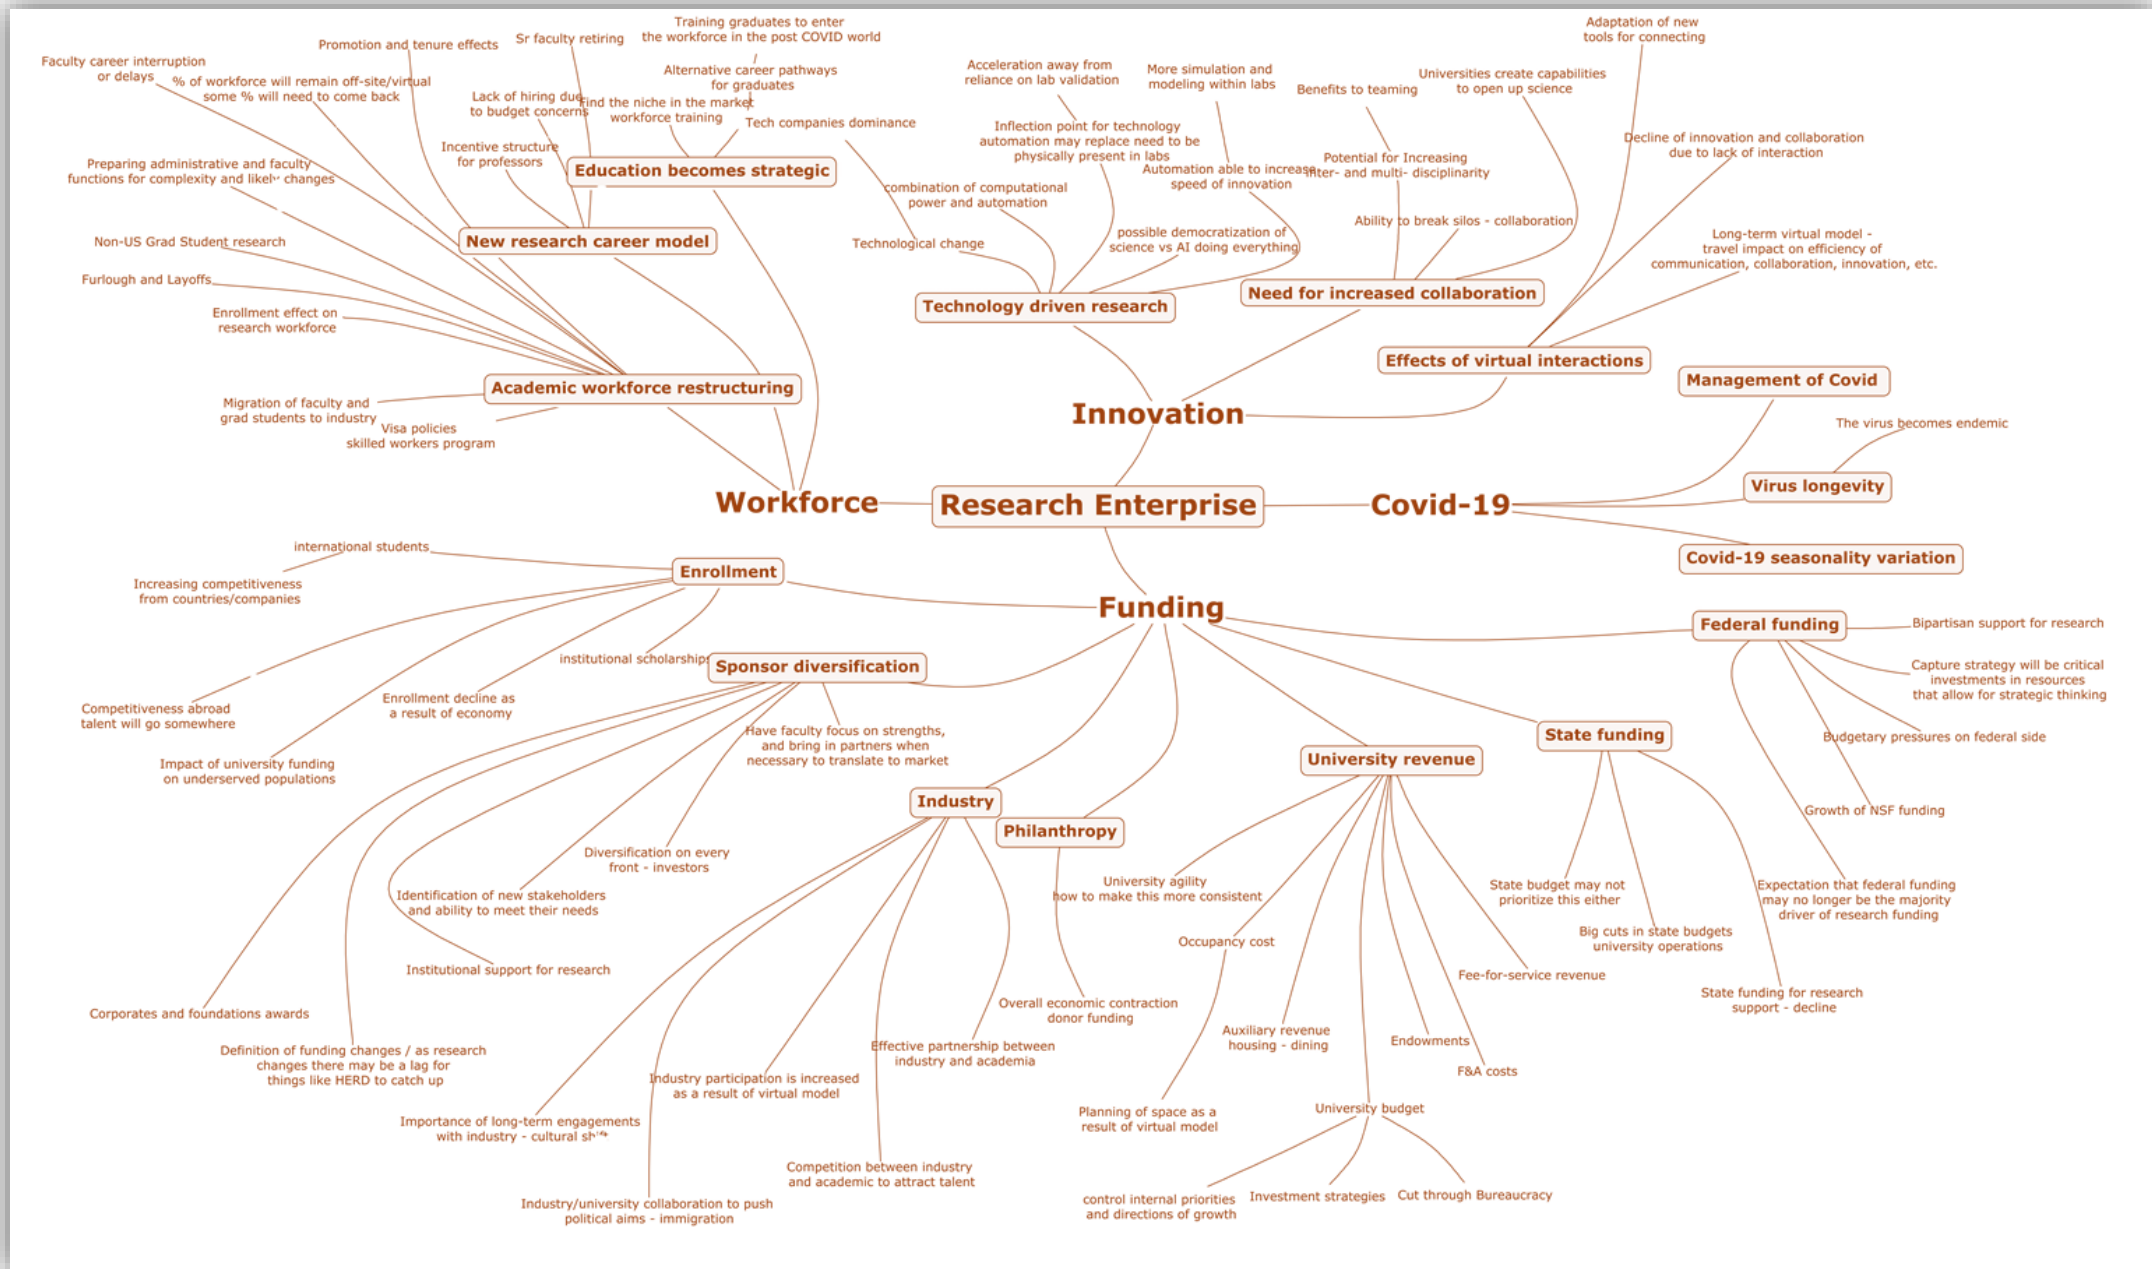 Training graduates to enter
the workforce in the post COVID world
Adaptation of new
tools for connecting
Promotion and tenure effects
Sr faculty retiring
Faculty career interruption
or delays
% of workforce will remain off-site/virtual
some % will need to come back
Alternative career pathways
for graduates
Acceleration away from
reliance on lab validation
More simulation and
modeling within labs
Benefits to teaming
Universities create capabilities
to open up science
Lack of hiring due
to budget concerns
Find the niche in the market
workforce training
Tech companies dominance
Inflection point for technology
automation may replace need to be
physically present in labs
Decline of innovation and collaboration
due to lack of interaction
Incentive structure
for professors
Education becomes strategic
Preparing administrative and faculty
functions for complexity and likely changes
Automation able to increase
speed of innovation
Potential for Increasing
inter- and multi- disciplinarity
combination of computational
power and automation
Ability to break silos - collaboration
Non-US Grad Student research
New research career model
Technological change
possible democratization of
science vs AI doing everything
Long-term virtual model -
travel impact on efficiency of
communication, collaboration, innovation, etc.
Furlough and Layoffs
Technology driven research
Need for increased collaboration
Enrollment effect on
research workforce
Effects of virtual interactions
Academic workforce restructuring
Management of Covid
Migration of faculty and
grad students to industry
Visa policies
skilled workers program
Innovation
The virus becomes endemic
Virus longevity
Workforce
Research Enterprise
Covid-19
international students
Covid-19 seasonality variation
Enrollment
Increasing competitiveness
from countries/companies
Funding
Federal funding
Bipartisan support for research
institutional scholarships
Sponsor diversification
Capture strategy will be critical
investments in resources
that allow for strategic thinking
Competitiveness abroad
talent will go somewhere
Enrollment decline as
a result of economy
Have faculty focus on strengths,
and bring in partners when
necessary to translate to market
State funding
Budgetary pressures on federal side
Impact of university funding
on underserved populations
University revenue
Industry
Philanthropy
Growth of NSF funding
Diversification on every
front - investors
University agility
how to make this more consistent
State budget may not
prioritize this either
Expectation that federal funding
may no longer be the majority
driver of research funding
Identification of new stakeholders
and ability to meet their needs
Occupancy cost
Big cuts in state budgets
university operations
Institutional support for research
Fee-for-service revenue
Corporates and foundations awards
Overall economic contraction
donor funding
State funding for research
support - decline
Definition of funding changes / as research
changes there may be a lag for
things like HERD to catch up
Effective partnership between
industry and academia
Auxiliary revenue
housing - dining
Endowments
Industry participation is increased
as a result of virtual model
F&A costs
Importance of long-term engagements
with industry - cultural shift
Planning of space as a
result of virtual model
University budget
Competition between industry
and academic to attract talent
Industry/university collaboration to push
political aims - immigration
control internal priorities
and directions of growth
Investment strategies
Cut through Bureaucracy